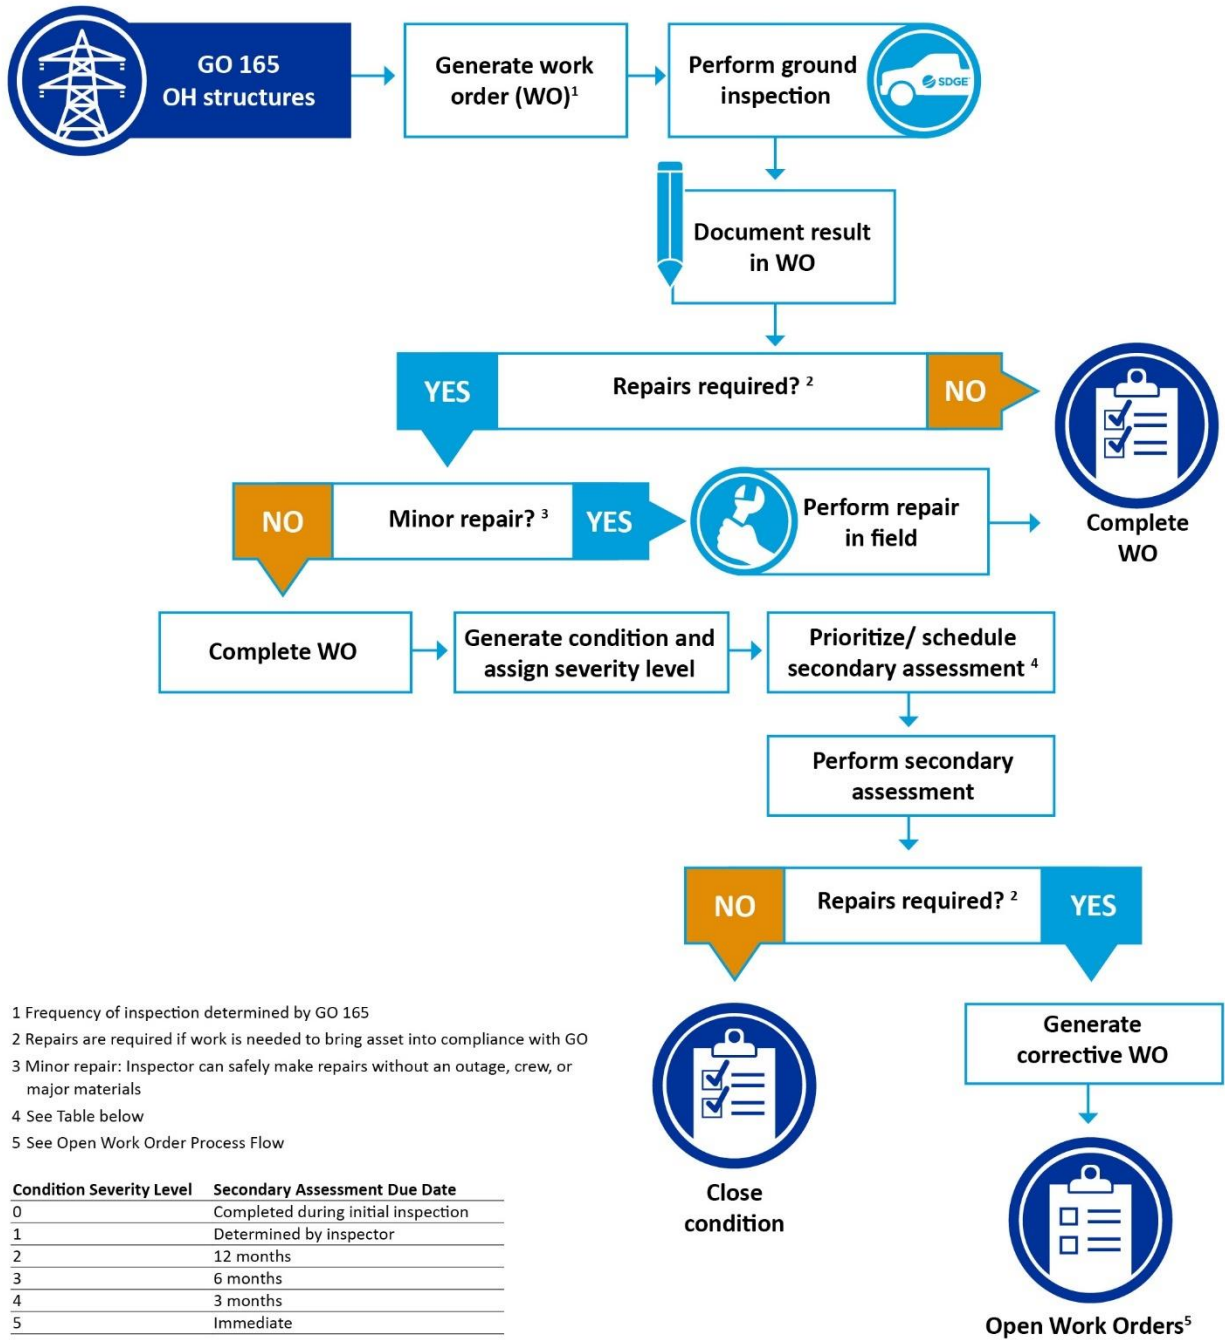 GO 165
OH structures
Generate work
order (WO)1
Perform ground
inspection
SDGE
Document result
in WO
YES
Repairs required? 2
NO
NO
Minor repair? 3
YES
Perform repair
in field
Complete
WO
Complete WO
Generate condition and
assign severity level
Prioritize/ schedule
secondary assessment 4
Perform secondary
assessment
NO
Repairs required? 2
YES
Close
condition
Generate
corrective WO
Open Work Orders5
1 Frequency of inspection determined by GO 165
2 Repairs are required if work is needed to bring asset into compliance with GO
3 Minor repair: Inspector can safely make repairs without an outage, crew, or
major materials
4 See Table below
5 See Open Work Order Process Flow
Condition Severity Level Secondary Assessment Due Date
0 Completed during initial inspection
1 Determined by inspector
2 12 months
3 6 months
4 3 months
5 Immediate